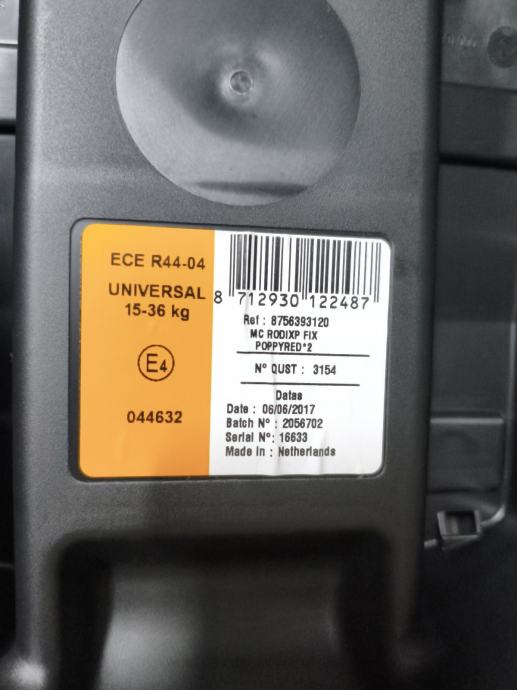 ECE R44-04
UNIVERSAL
15-36 kg
E4
044632
8 712930 122487
Ref : 8756393120
MC RODIXP FIX
POPPYRED*2
N° QUST : 3154
Datas
Date : 06/06/2017
Batch N° : 2056702
Serial N°: 16633
Made in : Netherlands